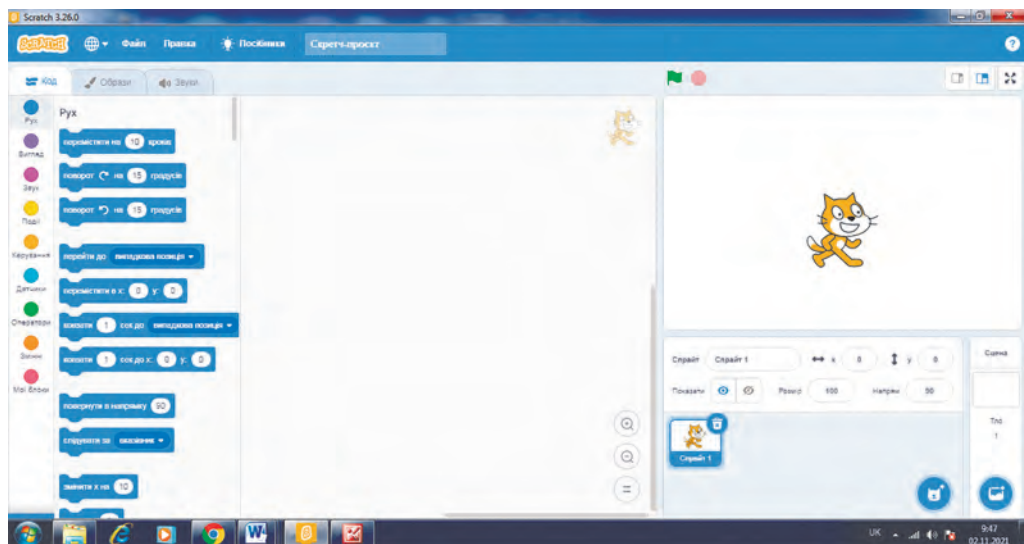 Scratch 3.26.0
SCRATCH Файл Правка Посібники Скретч-проєкт
Код Образи Звуки
Рух
Рух
Вигляд
Звук
Події
Керування
Датчики
Оператори
Змінні
Мої блоки
перемістити на 10 кроків
поворот на 15 градусів
поворот на 15 градусів
перейти до випадкова позиція
перемістити в x: 0 y: 0
ковзати 1 сек до випадкова позиція
ковзати 1 сек до x: 0 y: 0
повернути в напрямку 90
слідувати за вказівник
змінити x на 10
Спрайт Спрайт 1 x 0 y 0
Показати Розмір 100 Напрям 90
Спрайт 1
Сцена
Тло
1
UK 9:47
02.11.2021